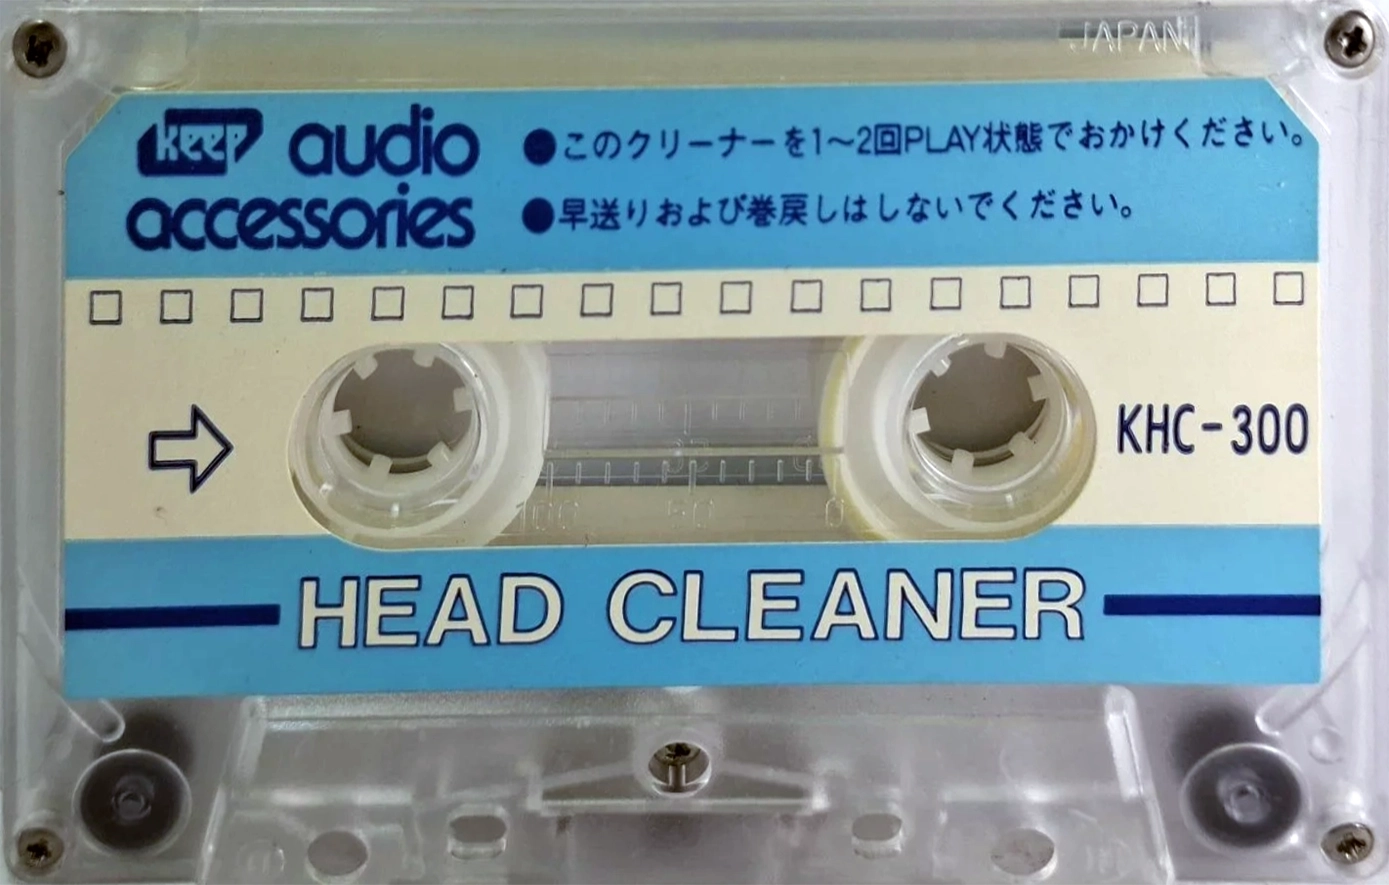 JAPAN
keep audio
accessories
●このクリーナーを1〜2回PLAY状態でおかけください。
●早送りおよび巻戻しはしないでください。
KHC-300
100 50 0
HEAD CLEANER